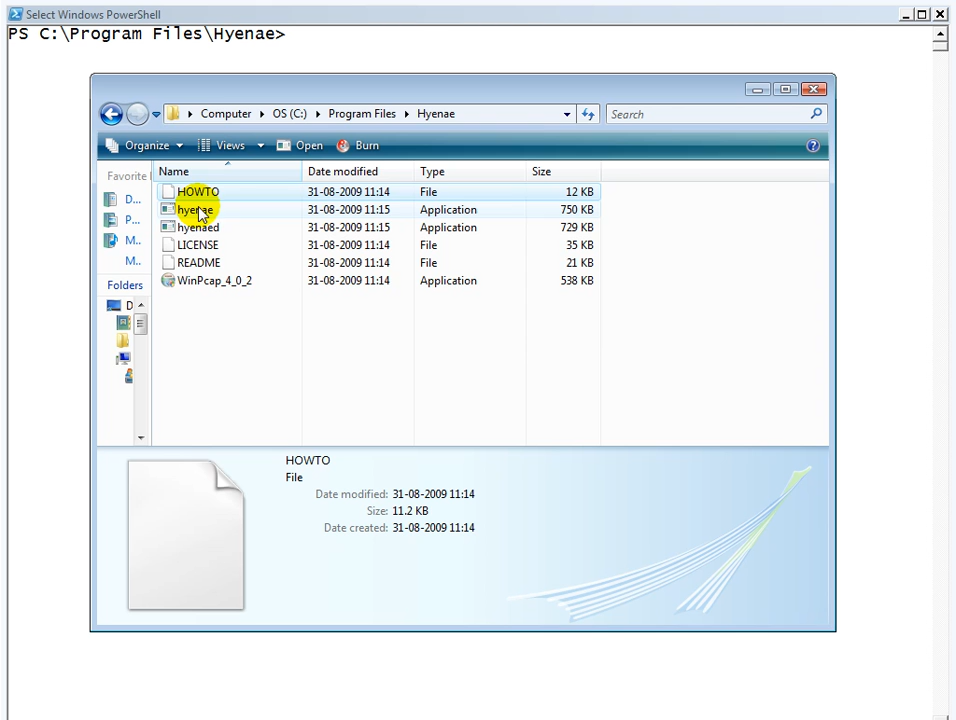 Select Windows PowerShell
PS C:\Program Files\Hyenae>
Computer OS (C:) Program Files Hyenae Search
Organize Views Open Burn
Favorite Name Date modified Type Size
D... HOWTO 31-08-2009 11:14 File 12 KB
hyenae 31-08-2009 11:15 Application 750 KB
P... hyenaed 31-08-2009 11:15 Application 729 KB
M... LICENSE 31-08-2009 11:14 File 35 KB
M.. README 31-08-2009 11:14 File 21 KB
Folders WinPcap_4_0_2 31-08-2009 11:14 Application 538 KB
D
HOWTO
File
Date modified: 31-08-2009 11:14
Size: 11.2 KB
Date created: 31-08-2009 11:14